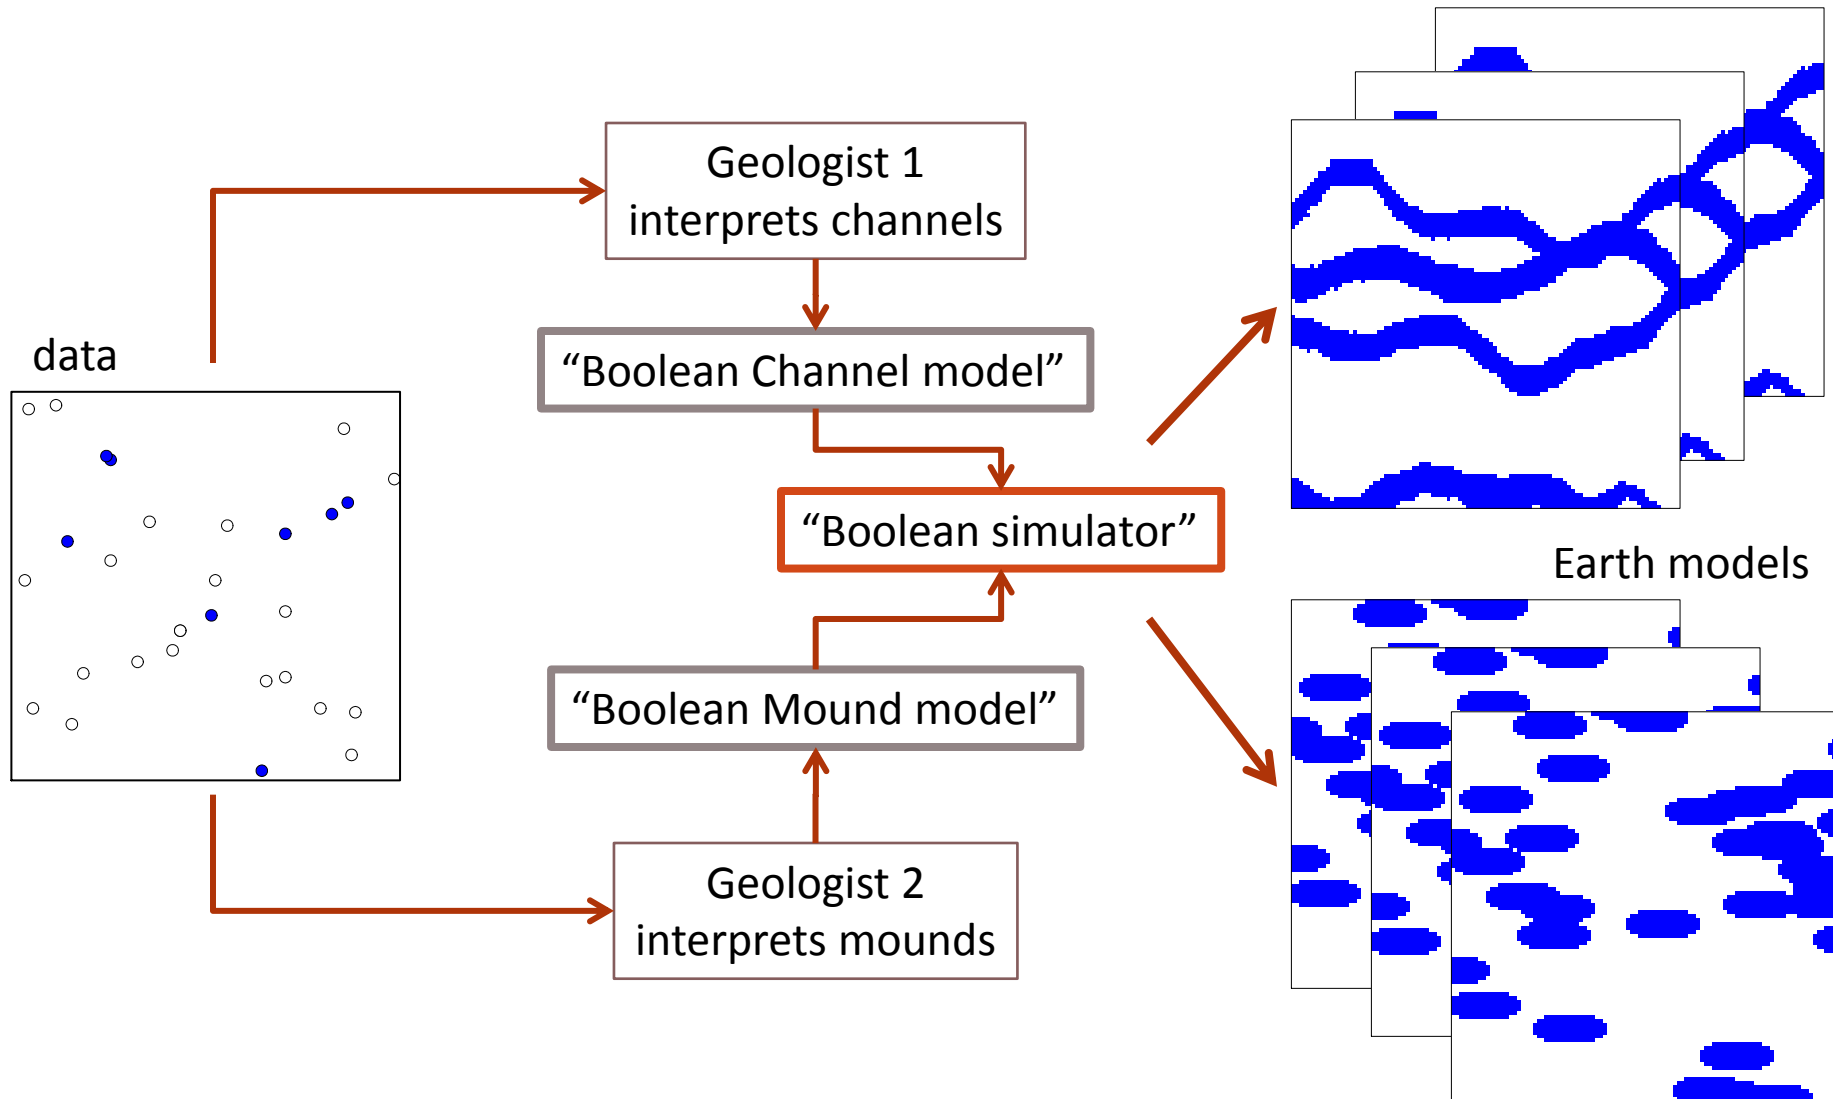 data
Geologist 1
interprets channels
“Boolean Channel model”
“Boolean simulator”
“Boolean Mound model”
Geologist 2
interprets mounds
Earth models